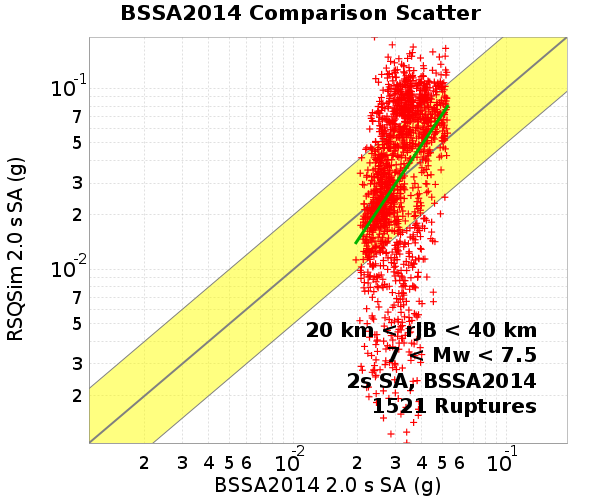 BSSA2014 Comparison Scatter
RSQSim 2.0 s SA (g)
10-1
7
5
3
2
10-2
7
5
3
2
20 km < rJB < 40 km
7 < Mw < 7.5
2s SA, BSSA2014
1521 Ruptures
2 3 4 5 6 10-2 2 3 4 5 6 10-1
BSSA2014 2.0 s SA (g)